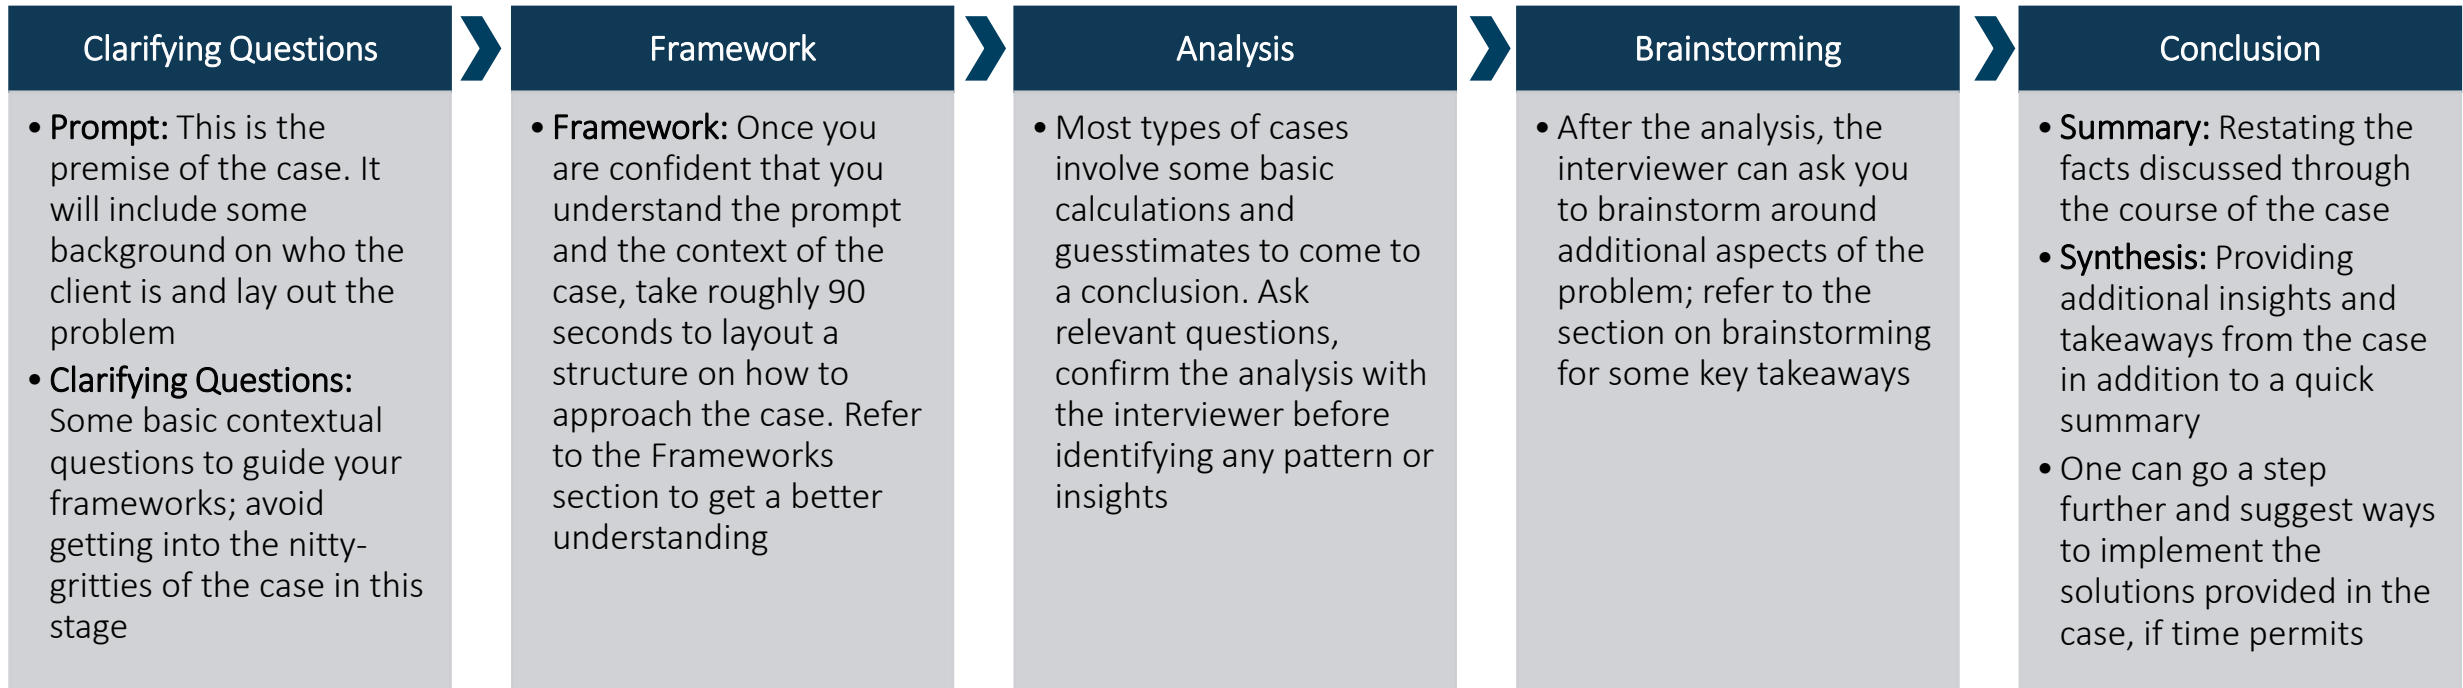 Clarifying Questions
• Prompt: This is the
premise of the case. It
will include some
background on who the
client is and lay out the
problem
• Clarifying Questions:
Some basic contextual
questions to guide your
frameworks; avoid
getting into the nitty-
gritties of the case in this
stage
Framework
• Framework: Once you
are confident that you
understand the prompt
and the context of the
case, take roughly 90
seconds to layout a
structure on how to
approach the case. Refer
to the Frameworks
section to get a better
understanding
Analysis
• Most types of cases
involve some basic
calculations and
guesstimates to come to
a conclusion. Ask
relevant questions,
confirm the analysis with
the interviewer before
identifying any pattern or
insights
Brainstorming
• After the analysis, the
interviewer can ask you
to brainstorm around
additional aspects of the
problem; refer to the
section on brainstorming
for some key takeaways
Conclusion
• Summary: Restating the
facts discussed through
the course of the case
• Synthesis: Providing
additional insights and
takeaways from the case
in addition to a quick
summary
• One can go a step
further and suggest ways
to implement the
solutions provided in the
case, if time permits